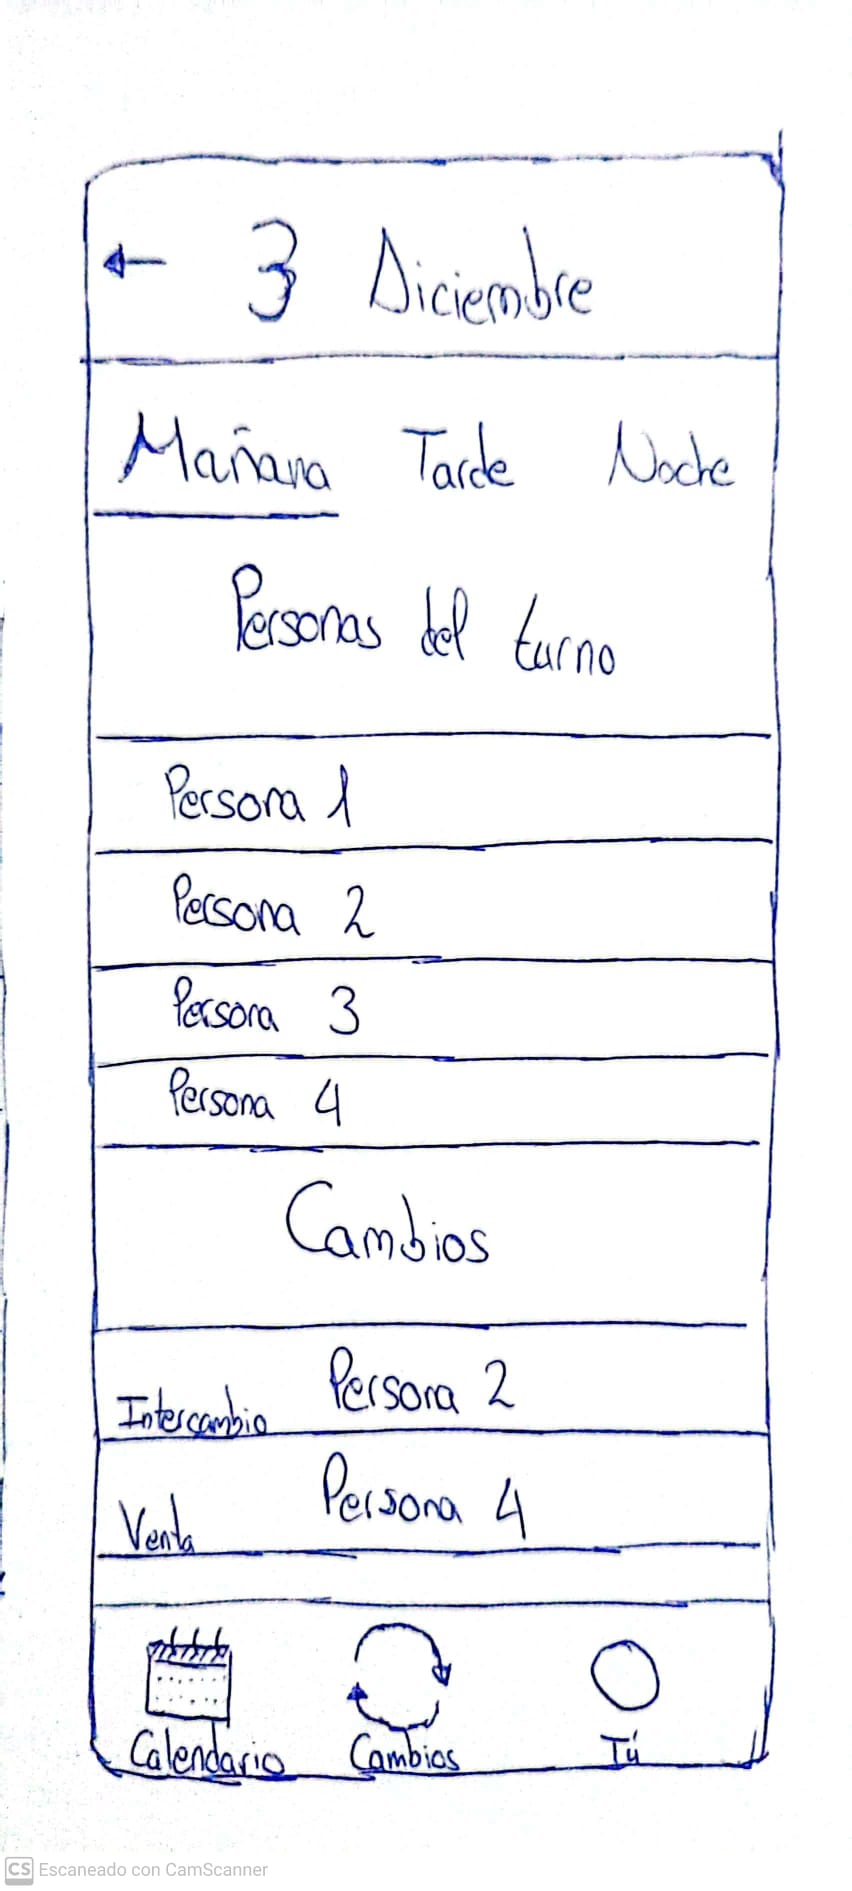 ← 3 Diciembre
Mañana Tarde Noche
Personas del turno
Persona 1
Persona 2
Persona 3
Persona 4
Cambios
Intercambio Persona 2
Venta Persona 4
Calendario Cambios Tú
CS Escaneado con CamScanner